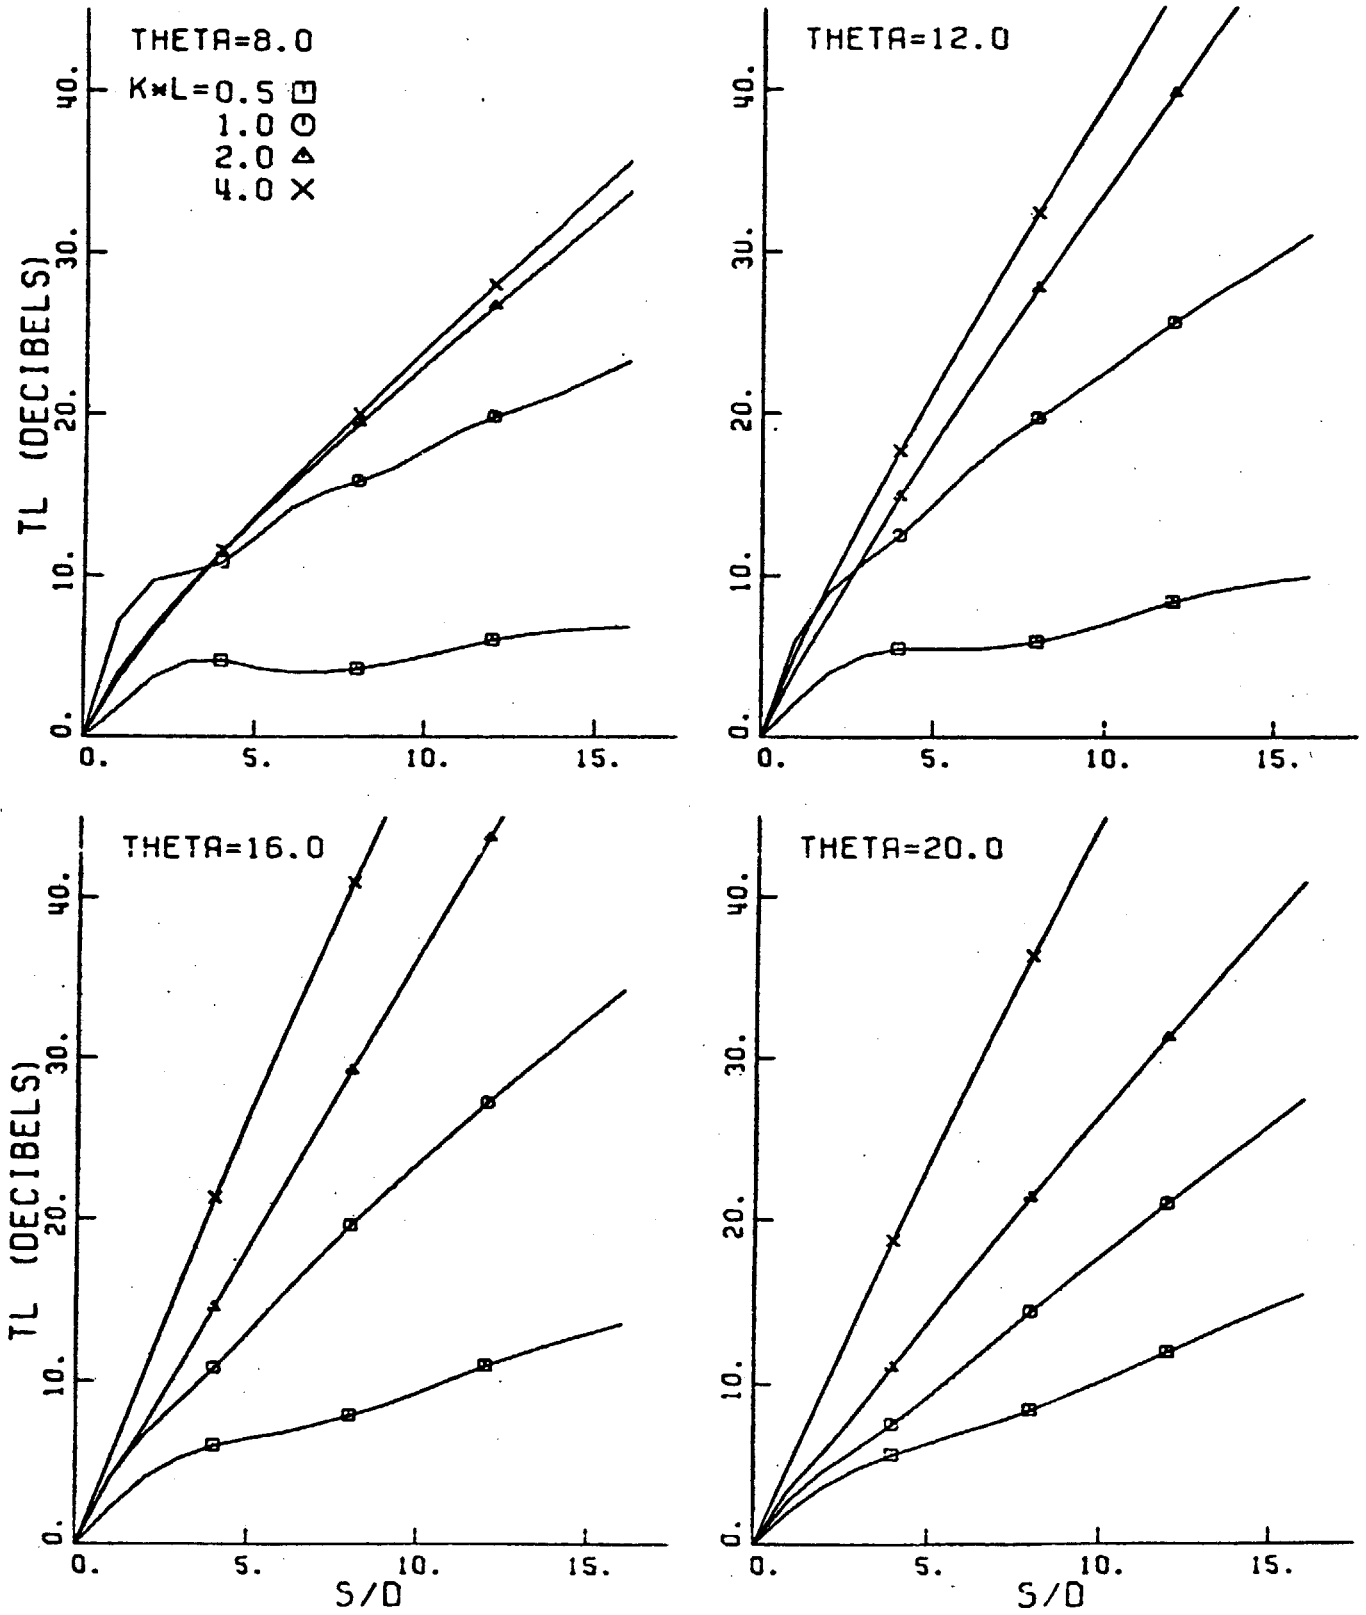 THETA=8.0
K*L=0.5
1.0
2.0
4.0
TL (DECIBELS)
40.
30.
20.
10.
0.
0. 5. 10. 15.
THETA=12.0
40.
30.
20.
10.
0.
0. 5. 10. 15.
THETA=16.0
TL (DECIBELS)
40.
30.
20.
10.
0.
0. 5. 10. 15.
S/D
THETA=20.0
40.
30.
20.
10.
0.
0. 5. 10. 15.
S/D